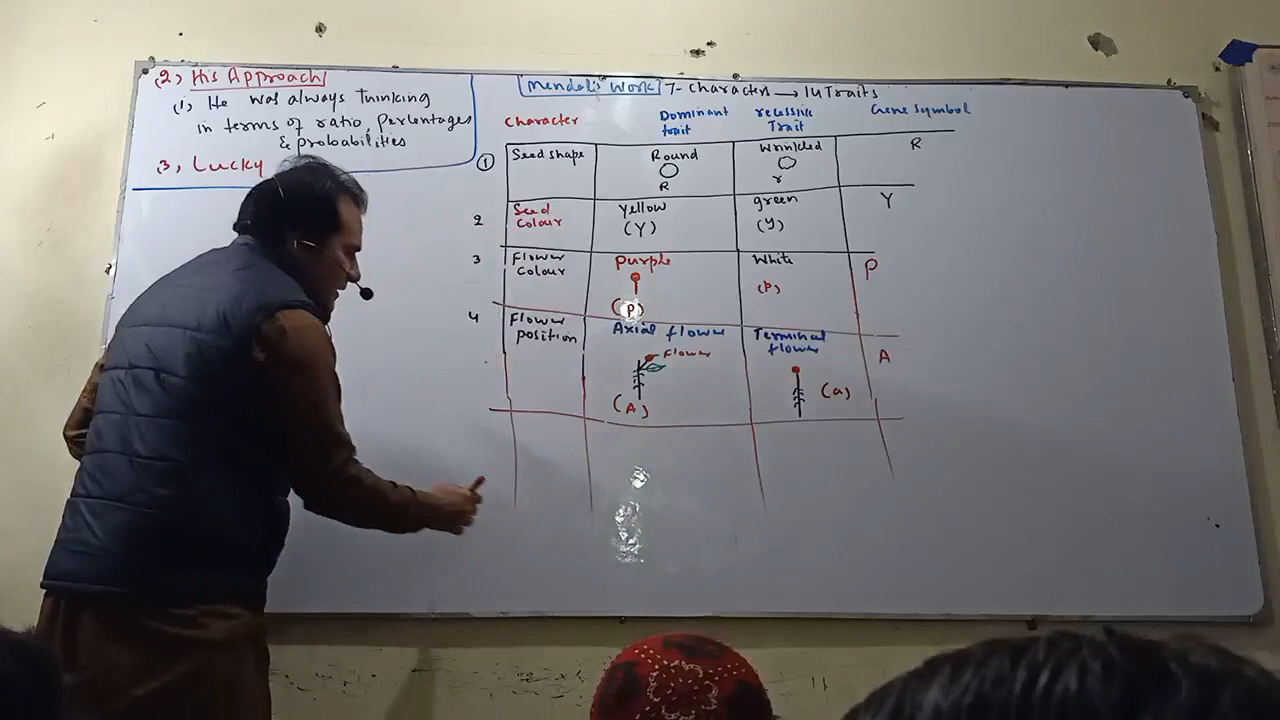 2) His Approach
(i) He was always Thinking
in terms of ratio, Percentages
& probabilities
3) Lucky
Mendel's Work 7- characters → 14 Traits
Character Dominant trait recessive Trait Gene Symbol
① Seed shape Round R Wrinkled r R
2 Seed Colour yellow (Y) green (y) Y
3 Flower Colour Purple (P) White (p) P
4 Flower position Axial flower Flower (A) Terminal flower (a) A